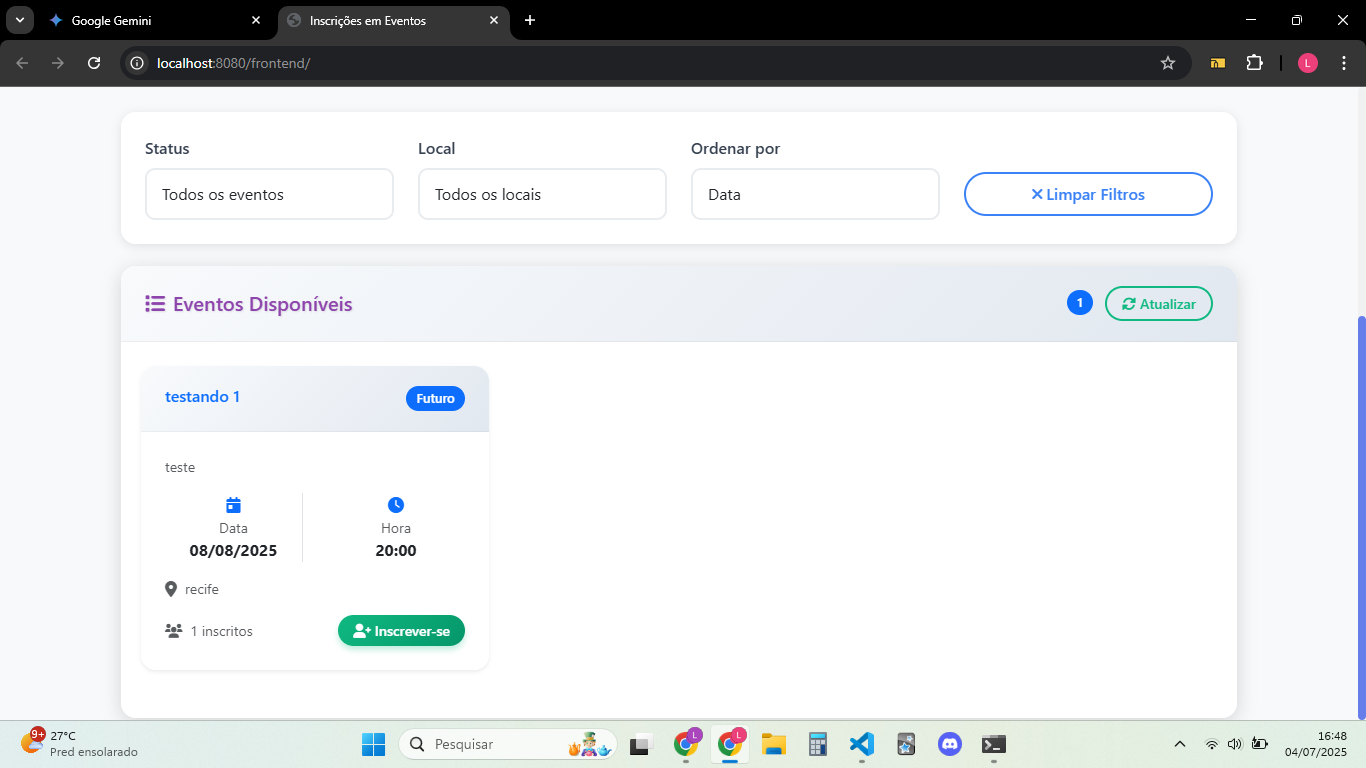 Google Gemini
Inscrições em Eventos
localhost:8080/frontend/
L
Status
Local
Ordenar por
Todos os eventos
Todos os locais
Data
Limpar Filtros
Eventos Disponíveis
1
Atualizar
testando 1
Futuro
teste
Data
Hora
08/08/2025
20:00
recife
1 inscritos
Inscrever-se
9+
27°C
Pred ensolarado
Pesquisar
L
L
16:48
04/07/2025